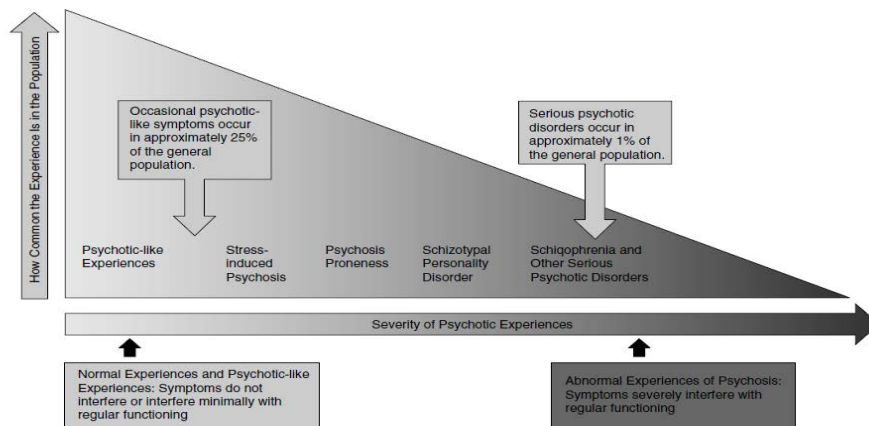 How Common the Experience Is in the Population
Occasional psychotic-
like symptoms occur
in approximately 25%
of the general
population.
Serious psychotic
disorders occur in
approximately 1% of
the general population.
Psychotic-like
Experiences
Stress-
induced
Psychosis
Psychosis
Proneness
Schizotypal
Personality
Disorder
Schiqophrenia and
Other Serious
Psychotic Disorders
Severity of Psychotic Experiences
Normal Experiences and Psychotic-like
Experiences: Symptoms do not
interfere or interfere minimally with
regular functioning
Abnormal Experiences of Psychosis:
Symptoms severely interfere with
regular functioning